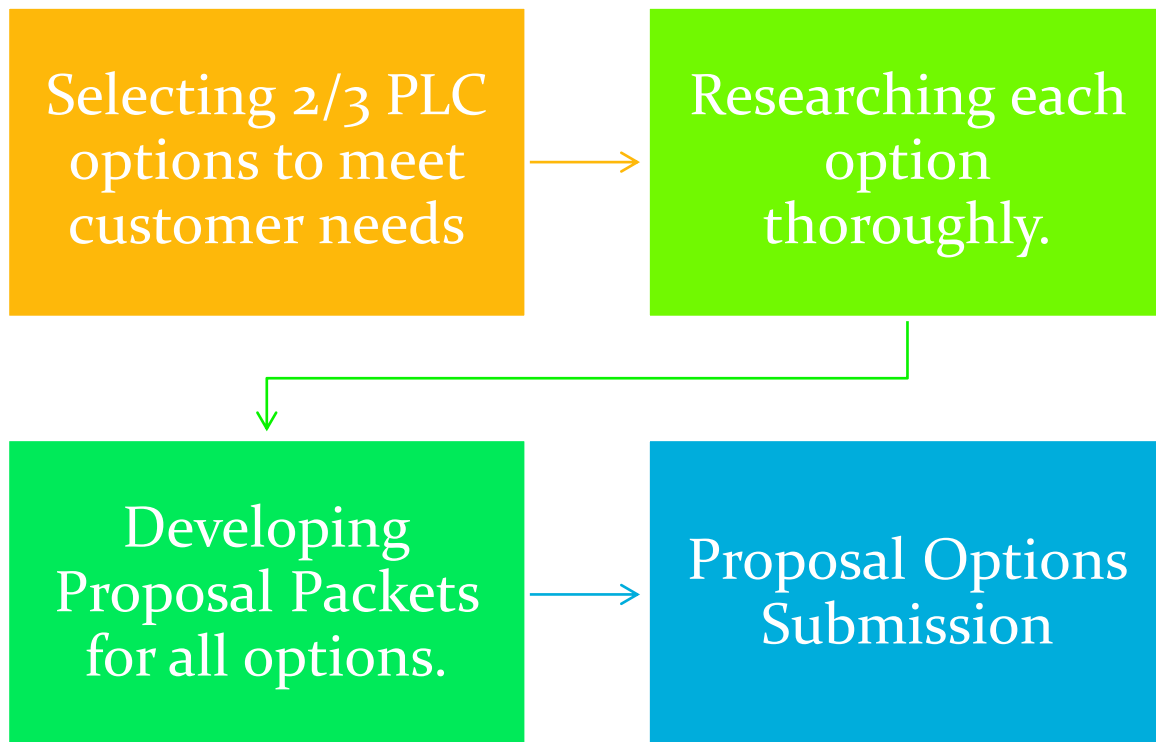 Selecting 2/3 PLC
options to meet
customer needs
Researching each
option
thoroughly.
Developing
Proposal Packets
for all options.
Proposal Options
Submission